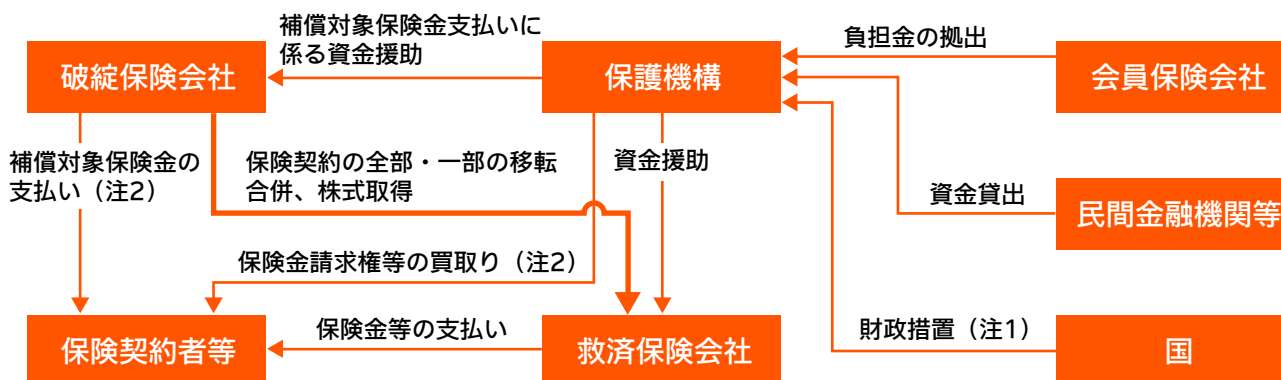 補償対象保険金支払いに
係る資金援助
負担金の拠出
破綻保険会社
保護機構
会員保険会社
補償対象保険金の
支払い（注2）
保険契約の全部・一部の移転
合併、株式取得
資金援助
資金貸出
民間金融機関等
保険金請求権等の買取り（注2）
保険金等の支払い
財政措置（注1）
保険契約者等
救済保険会社
国